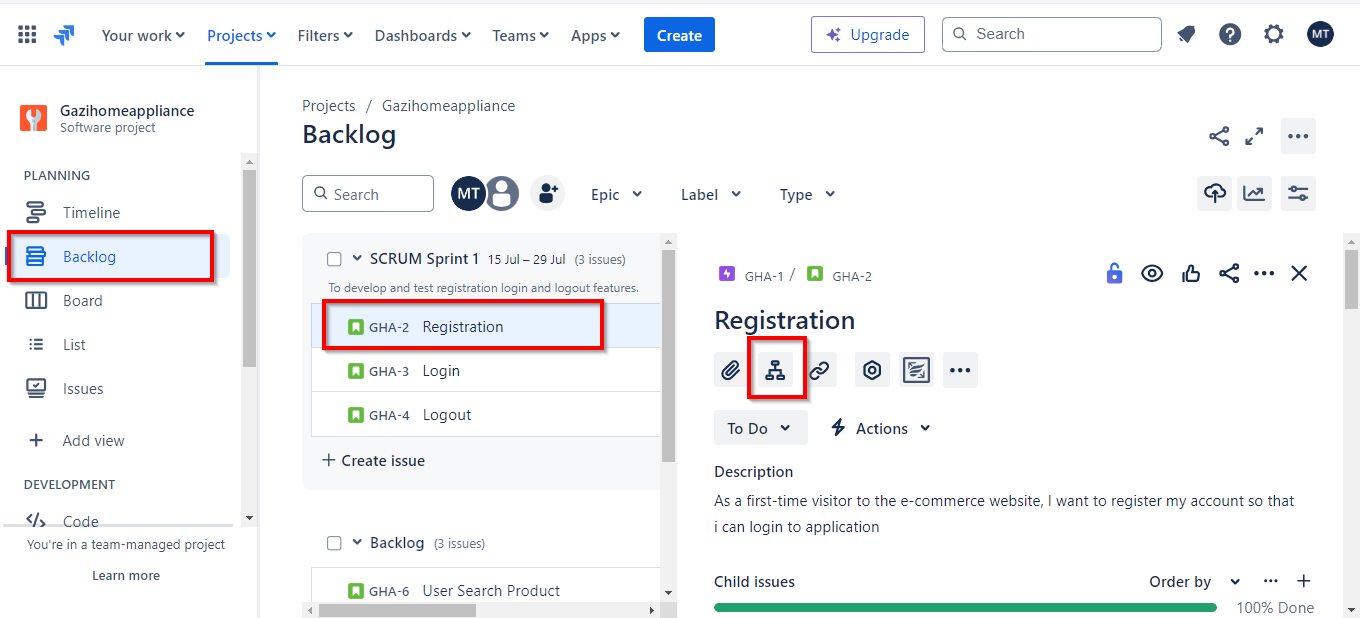 Your work Projects Filters Dashboards Teams Apps Create Upgrade Search MT
Gazihomeappliance
Software project
PLANNING
Timeline
Backlog
Board
List
Issues
Add view
DEVELOPMENT
Code
You're in a team-managed project
Learn more
Projects / Gazihomeappliance
Backlog
Search MT Epic Label Type
SCRUM Sprint 1 15 Jul – 29 Jul (3 issues)
To develop and test registration login and logout features.
GHA-2 Registration
GHA-3 Login
GHA-4 Logout
+ Create issue
Backlog (3 issues)
GHA-6 User Search Product
GHA-1 / GHA-2
Registration
To Do Actions
Description
As a first-time visitor to the e-commerce website, I want to register my account so that
i can login to application
Child issues Order by
100% Done